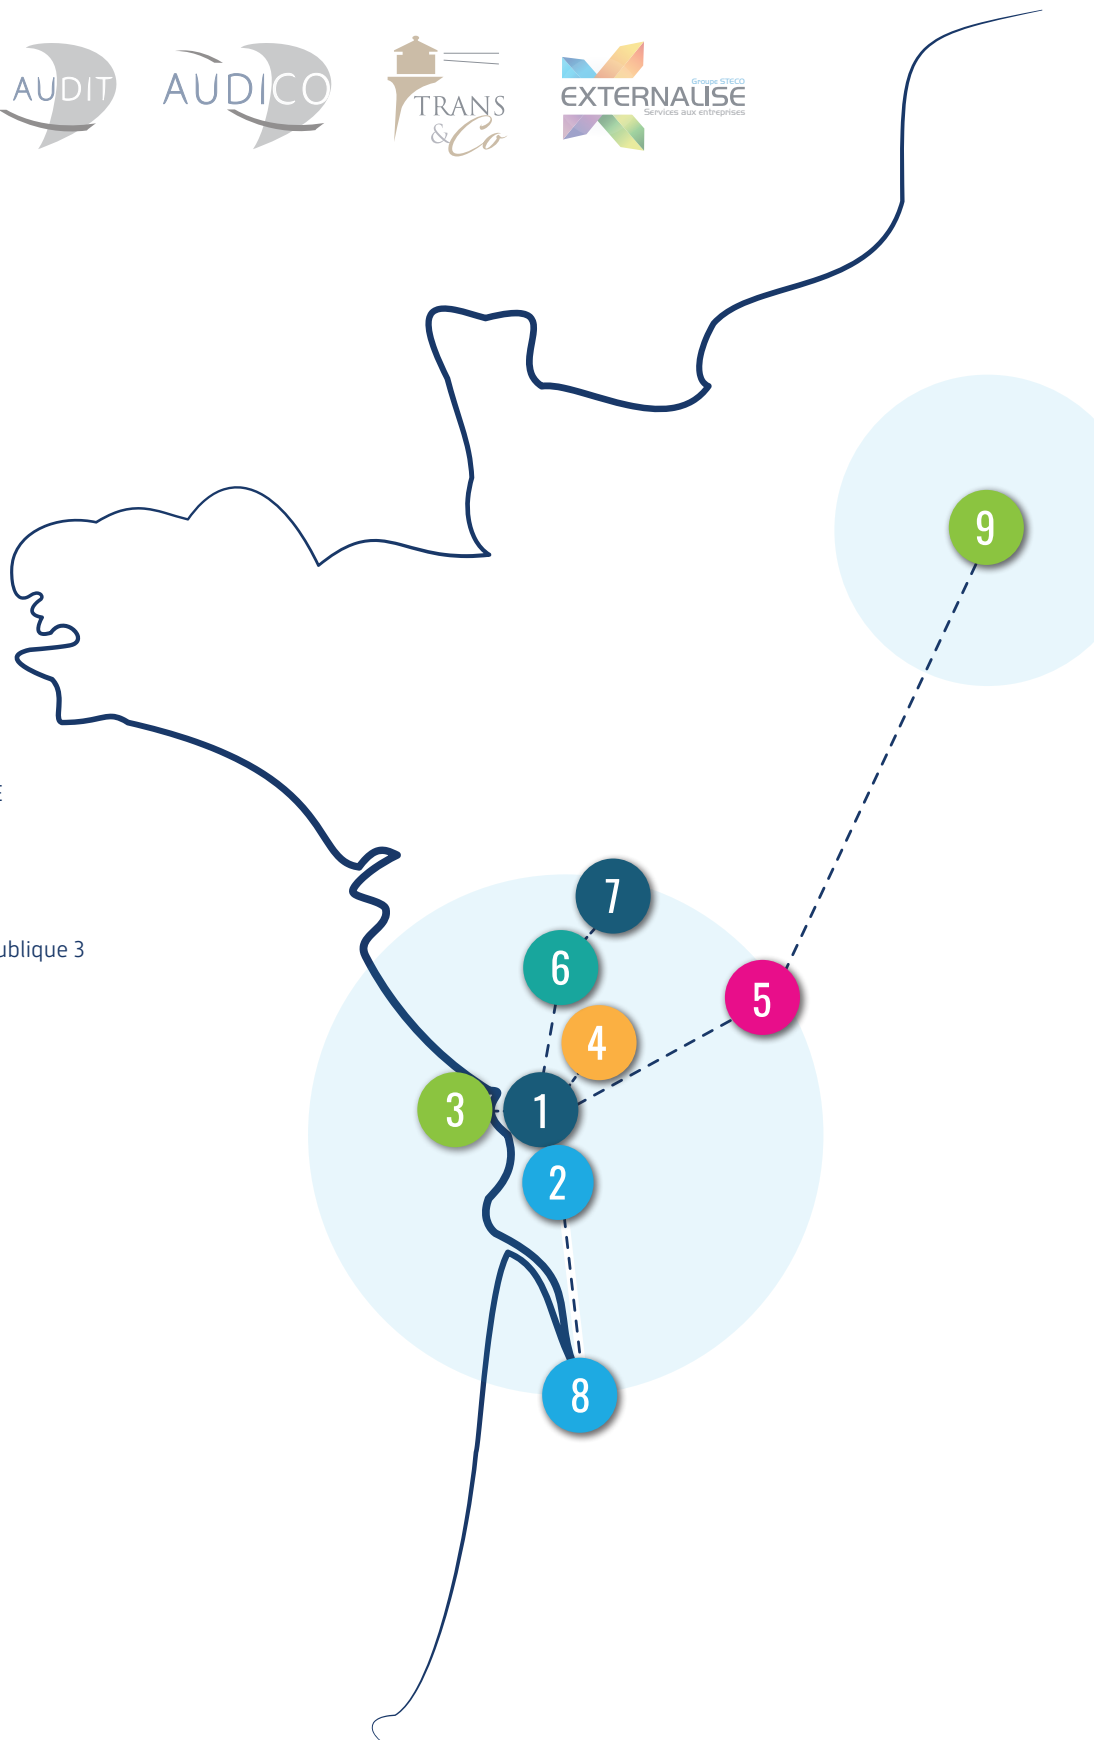 AUDIT
AUDICO
TRANS
& Co
Groupe STECO
EXTERNALISE
Services aux entreprises
9
E
7
ublique 3
6
5
4
3
1
2
8